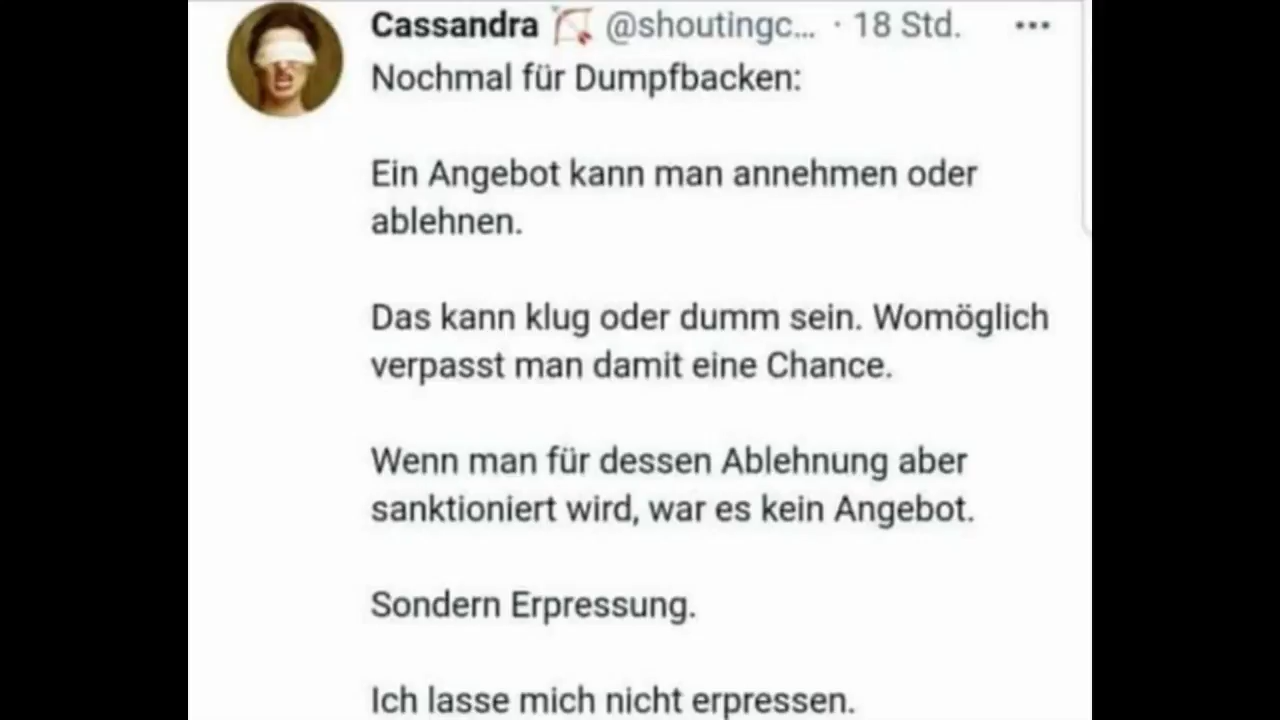 Cassandra 🏹 @shoutingc... · 18 Std. ...
Nochmal für Dumpfbacken:
Ein Angebot kann man annehmen oder
ablehnen.
Das kann klug oder dumm sein. Womöglich
verpasst man damit eine Chance.
Wenn man für dessen Ablehnung aber
sanktioniert wird, war es kein Angebot.
Sondern Erpressung.
Ich lasse mich nicht erpressen.